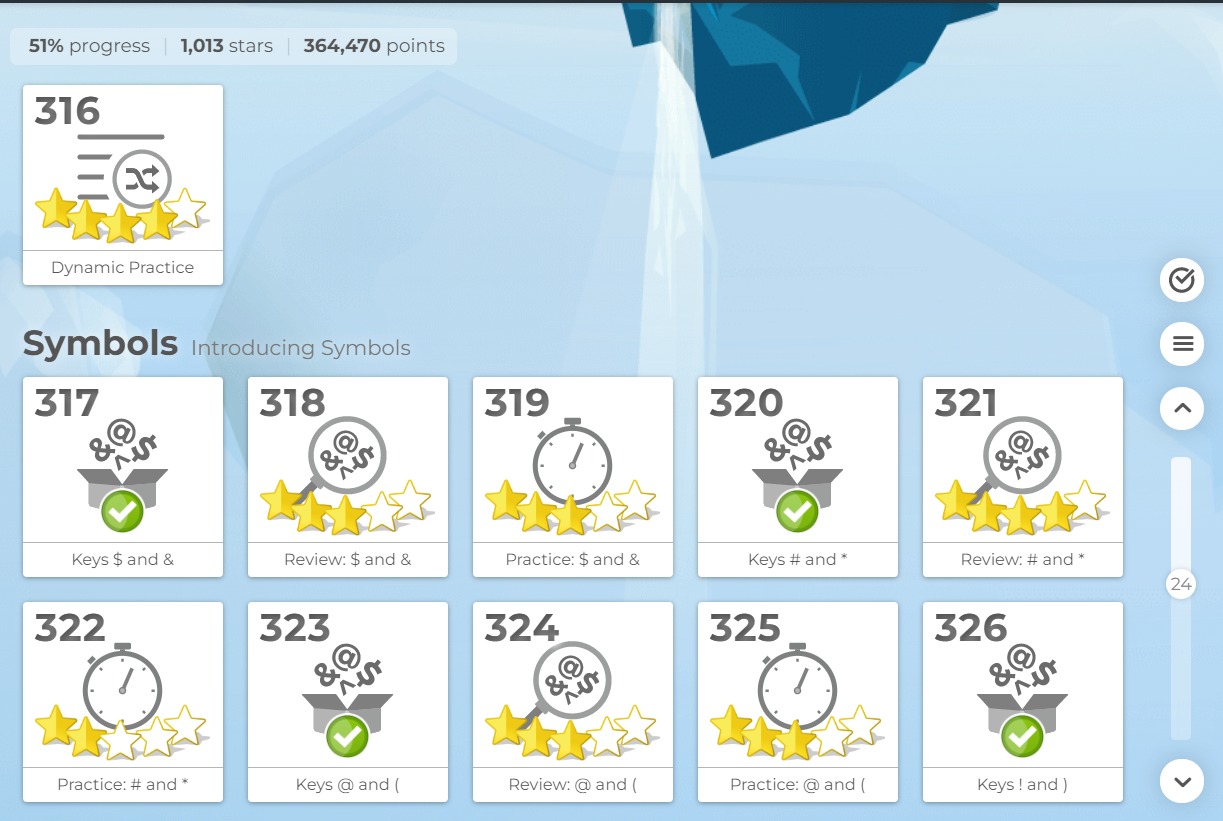 51% progress 1,013 stars 364,470 points
316
Dynamic Practice
Symbols Introducing Symbols
317
Keys $ and &
318
Review: $ and &
319
Practice: $ and &
320
Keys # and *
321
Review: # and *
322
Practice: # and *
323
Keys @ and (
324
Review: @ and (
325
Practice: @ and (
326
Keys ! and )
24